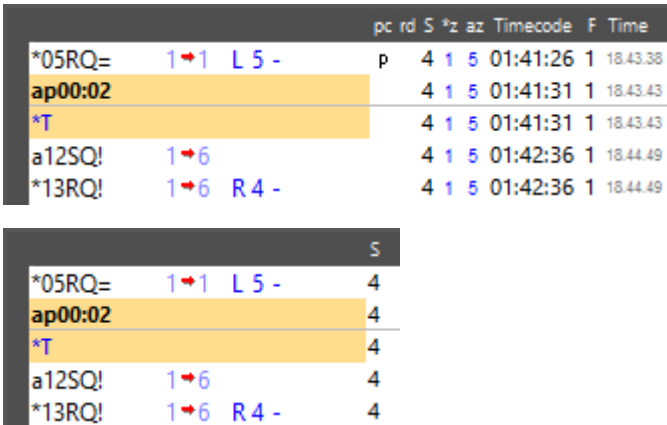 pc rd S *z az Timecode F Time
*05RQ= 1➡1 L 5 - p 4 1 5 01:41:26 1 18.43.38
ap00:02 4 1 5 01:41:31 1 18.43.43
*T 4 1 5 01:41:31 1 18.43.43
a12SQ! 1➡6 4 1 5 01:42:36 1 18.44.49
*13RQ! 1➡6 R 4 - 4 1 5 01:42:36 1 18.44.49
S
*05RQ= 1➡1 L 5 - 4
ap00:02 4
*T 4
a12SQ! 1➡6 4
*13RQ! 1➡6 R 4 - 4